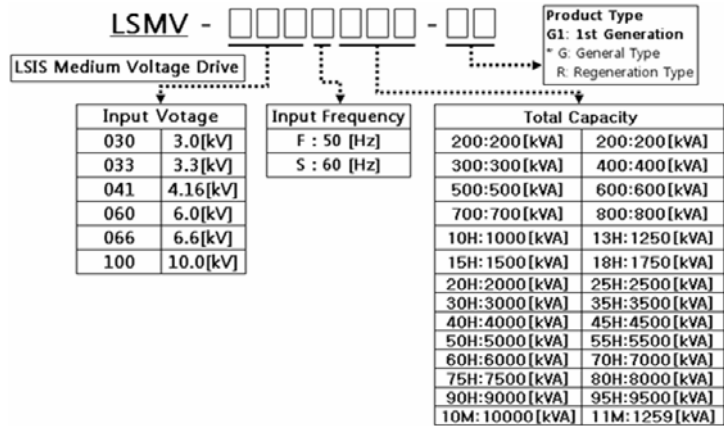 LSMV - □□□□□□□ - □□
Product Type
G1: 1st Generation
* G: General Type
R: Regeneration Type
LSIS Medium Voltage Drive
Input Votage
030 3.0[kV]
033 3.3[kV]
041 4.16[kV]
060 6.0[kV]
066 6.6[kV]
100 10.0[kV]
Input Frequency
F : 50 [Hz]
S : 60 [Hz]
Total Capacity
200:200[kVA] 200:200[kVA]
300:300[kVA] 400:400[kVA]
500:500[kVA] 600:600[kVA]
700:700[kVA] 800:800[kVA]
10H:1000[kVA] 13H:1250[kVA]
15H:1500[kVA] 18H:1750[kVA]
20H:2000[kVA] 25H:2500[kVA]
30H:3000[kVA] 35H:3500[kVA]
40H:4000[kVA] 45H:4500[kVA]
50H:5000[kVA] 55H:5500[kVA]
60H:6000[kVA] 70H:7000[kVA]
75H:7500[kVA] 80H:8000[kVA]
90H:9000[kVA] 95H:9500[kVA]
10M:10000[kVA] 11M:1259[kVA]